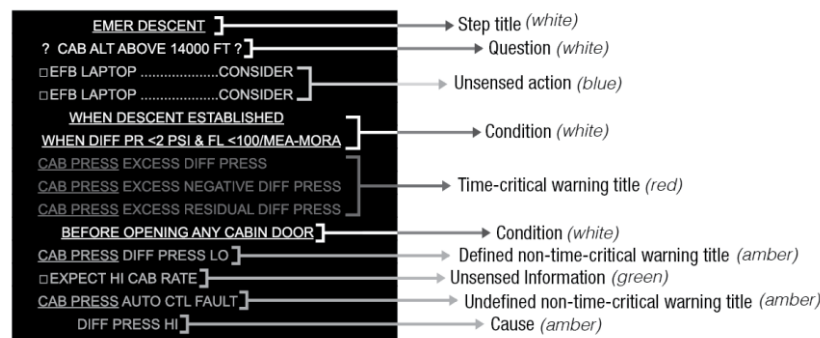 EMER DESCENT
Step title (white)
? CAB ALT ABOVE 14000 FT ?
Question (white)
□EFB LAPTOP ....................CONSIDER
□EFB LAPTOP ....................CONSIDER
Unsensed action (blue)
WHEN DESCENT ESTABLISHED
WHEN DIFF PR <2 PSI & FL <100/MEA-MORA
Condition (white)
CAB PRESS EXCESS DIFF PRESS
CAB PRESS EXCESS NEGATIVE DIFF PRESS
CAB PRESS EXCESS RESIDUAL DIFF PRESS
Time-critical warning title (red)
BEFORE OPENING ANY CABIN DOOR
Condition (white)
CAB PRESS DIFF PRESS LO
Defined non-time-critical warning title (amber)
□EXPECT HI CAB RATE
Unsensed Information (green)
CAB PRESS AUTO CTL FAULT
Undefined non-time-critical warning title (amber)
DIFF PRESS HI
Cause (amber)